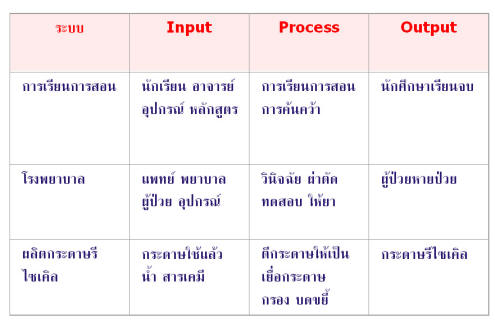 ระบบ Input Process Output
การเรียนการสอน นักเรียน อาจารย์ การเรียนการสอน นักศึกษาเรียนจบ
อุปกรณ์ หลักสูตร การค้นคว้า
โรงพยาบาล แพทย์ พยาบาล วินิจฉัย ผ่าตัด ผู้ป่วยหายป่วย
ผู้ป่วย อุปกรณ์ ทดสอบ ให้ยา
ผลิตกระดาษรี กระดาษใช้แล้ว ตีกระดาษให้เป็น กระดาษรีไซเคิล
ไซเคิล น้ำ สารเคมี เยื่อกระดาษ
กรอง บดขยี้